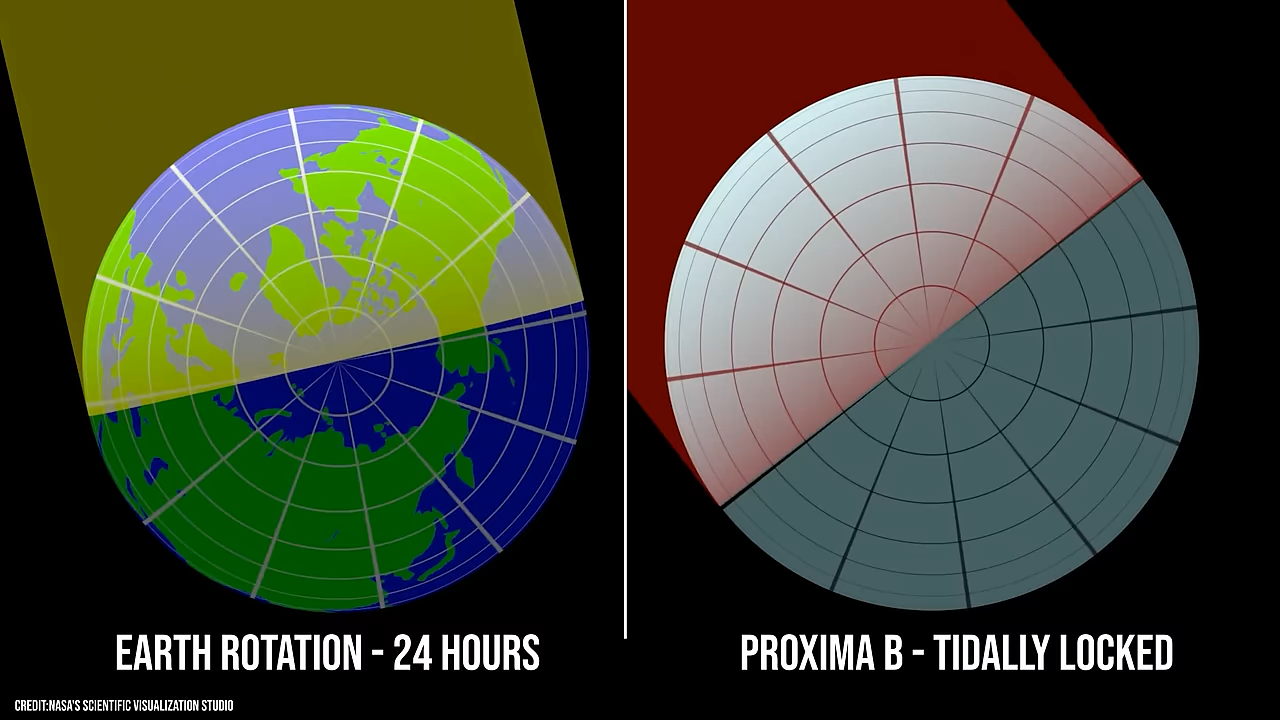 EARTH ROTATION - 24 HOURS
PROXIMA B - TIDALLY LOCKED
CREDIT:NASA'S SCIENTIFIC VISUALIZATION STUDIO